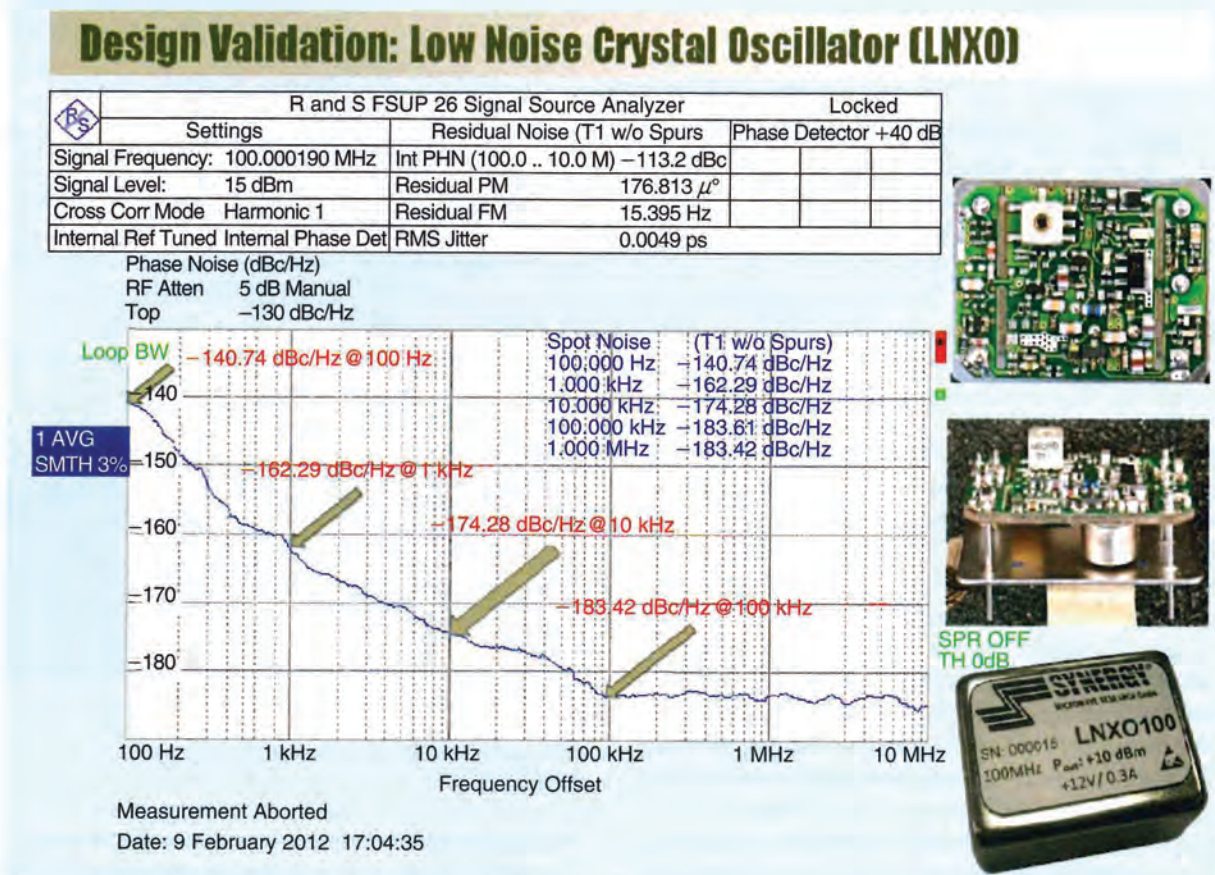 Design Validation: Low Noise Crystal Oscillator (LNXO)
R&S
R and S FSUP 26 Signal Source Analyzer Locked
Settings Residual Noise (T1 w/o Spurs Phase Detector +40 dB
Signal Frequency: 100.000190 MHz Int PHN (100.0 .. 10.0 M) −113.2 dBc
Signal Level: 15 dBm Residual PM 176.813 μ°
Cross Corr Mode Harmonic 1 Residual FM 15.395 Hz
Internal Ref Tuned Internal Phase Det RMS Jitter 0.0049 ps
Phase Noise (dBc/Hz)
RF Atten 5 dB Manual
Top −130 dBc/Hz
Loop BW
−140.74 dBc/Hz @ 100 Hz
Spot Noise (T1 w/o Spurs)
100.000 Hz −140.74 dBc/Hz
1.000 kHz −162.29 dBc/Hz
10.000 kHz −174.28 dBc/Hz
100.000 kHz −183.61 dBc/Hz
1.000 MHz −183.42 dBc/Hz
−140
1 AVG
SMTH 3%
−150
−162.29 dBc/Hz @ 1 kHz
−160
−174.28 dBc/Hz @ 10 kHz
−170
−183.42 dBc/Hz @ 100 kHz
−180
SPR OFF
TH 0dB
100 Hz 1 kHz 10 kHz 100 kHz 1 MHz 10 MHz
Frequency Offset
Measurement Aborted
Date: 9 February 2012 17:04:35
SYNERGY
MICROWAVE
SN: 000015 LNXO100
100MHz Pout: +10 dBm
+12V / 0.3A